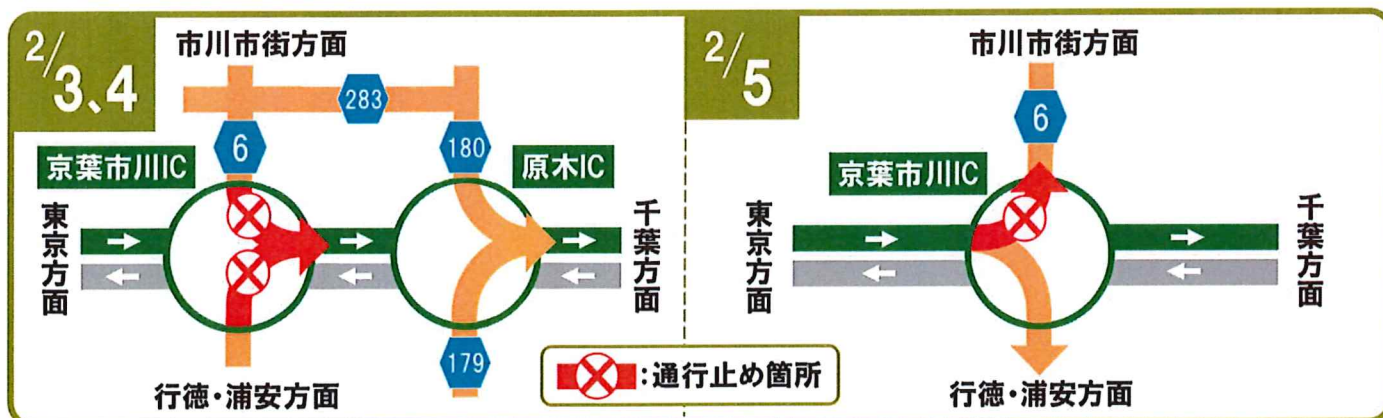 2/3、4
市川市街方面
283
6
180
京葉市川IC
原木IC
東京方面
千葉方面
179
行徳・浦安方面
2/5
市川市街方面
6
京葉市川IC
東京方面
千葉方面
行徳・浦安方面
:通行止め箇所